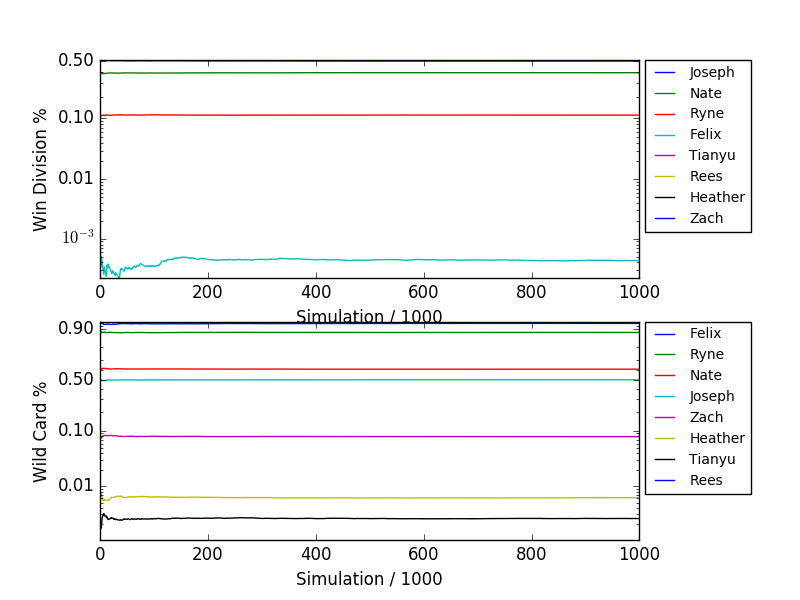 Win Division %
0.50
0.10
0.01
10⁻³
0 200 400 600 800 1000
Simulation / 1000
Joseph
Nate
Ryne
Felix
Tianyu
Rees
Heather
Zach
Wild Card %
0.90
0.50
0.10
0.01
0 200 400 600 800 1000
Simulation / 1000
Felix
Ryne
Nate
Joseph
Zach
Heather
Tianyu
Rees